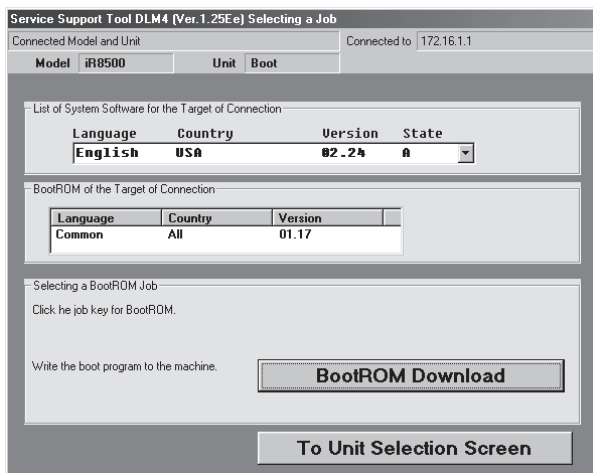 Service Support Tool DLM4 (Ver.1.25Ee) Selecting a Job
Connected Model and Unit
Connected to 172.16.1.1
Model iR8500 Unit Boot
List of System Software for the Target of Connection
Language Country Version State
English USA 02.24 A
BootROM of the Target of Connection
Language Country Version
Common All 01.17
Selecting a BootROM Job
Click he job key for BootROM.
Write the boot program to the machine.
BootROM Download
To Unit Selection Screen